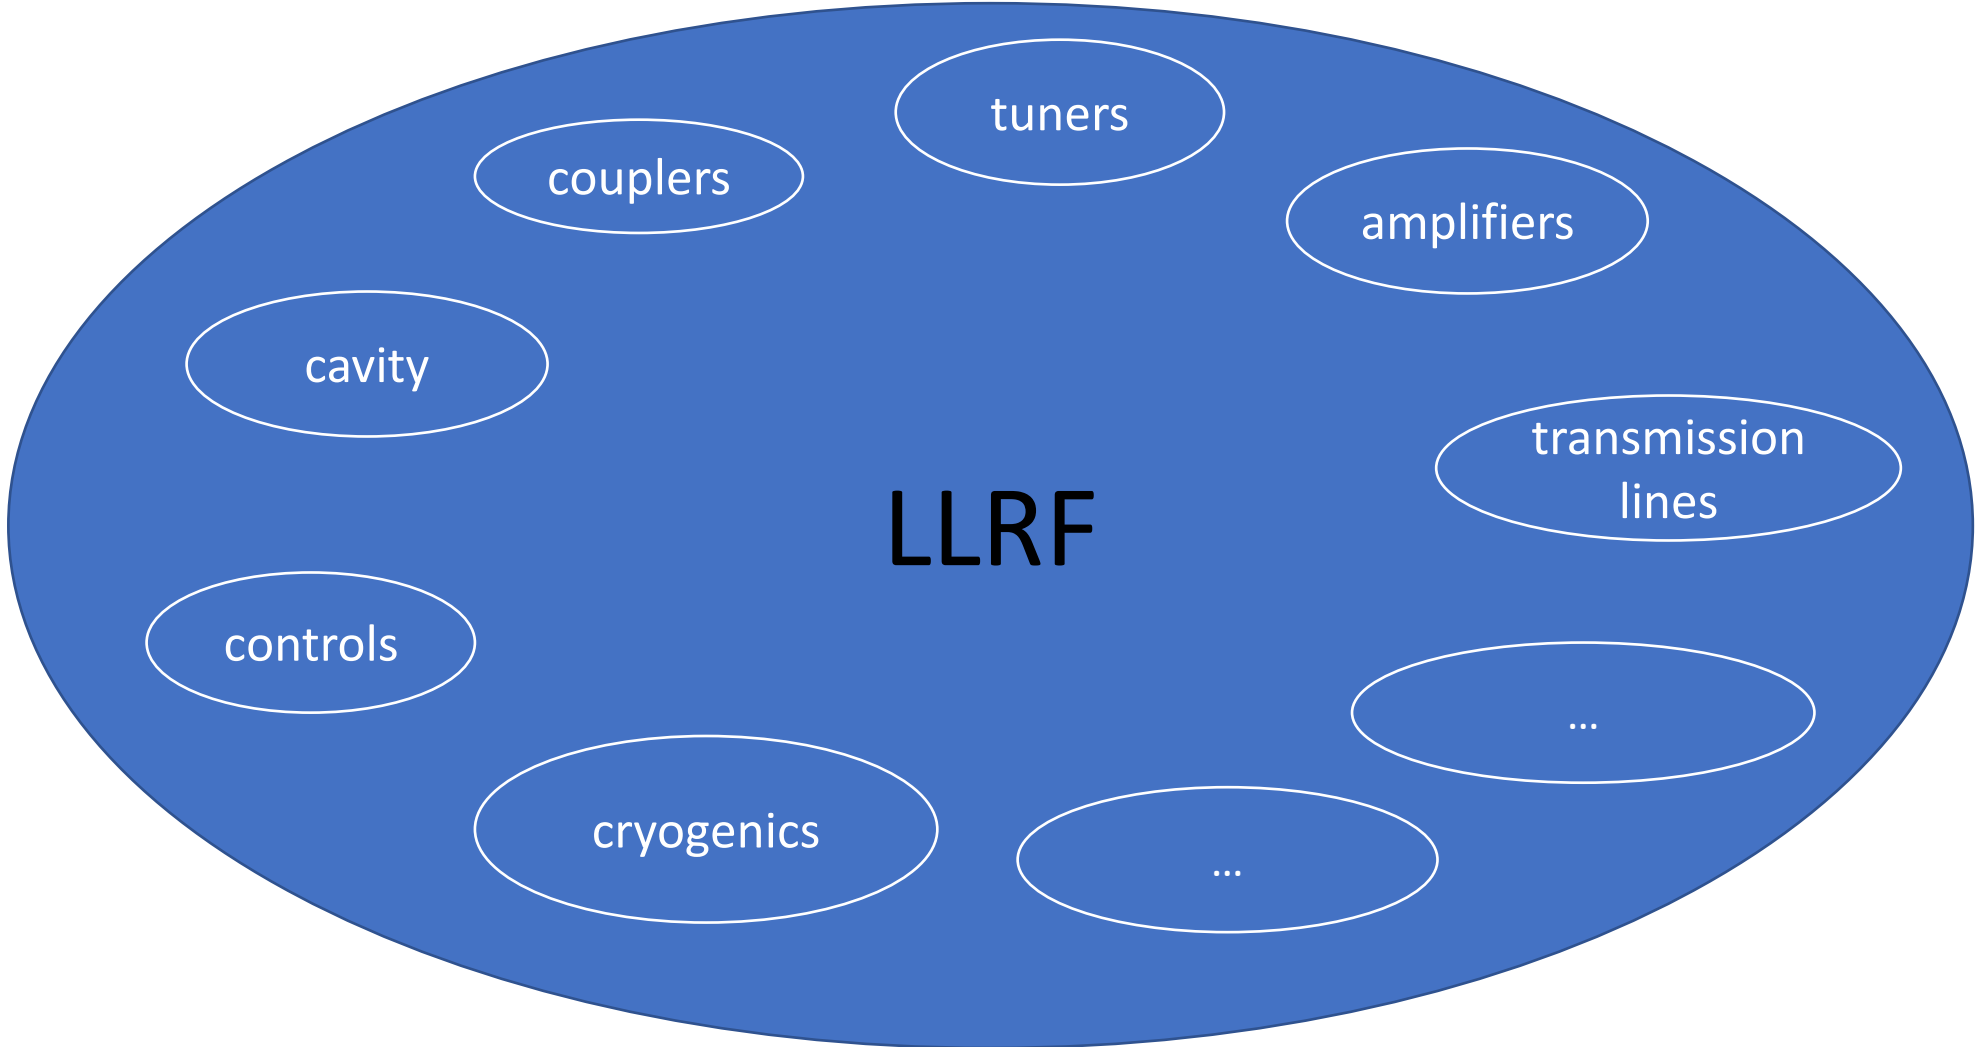 tuners
couplers
amplifiers
cavity
transmission
lines
LLRF
controls
...
cryogenics
...